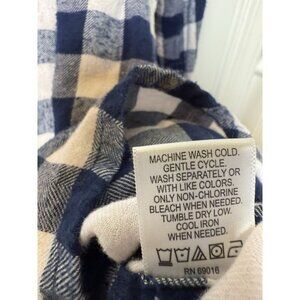 MACHINE WASH COLD.
GENTLE CYCLE.
WASH SEPARATELY OR
WITH LIKE COLORS.
ONLY NON-CHLORINE
BLEACH WHEN NEEDED.
TUMBLE DRY LOW.
COOL IRON
WHEN NEEDED.
RN 69016